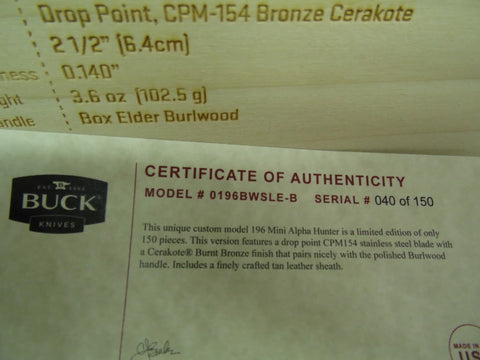 Drop Point, CPM-154 Bronze Cerakote
2 1/2" (6.4cm)
ness 0.140"
ght 3.6 oz (102.5 g)
andle Box Elder Burlwood
CERTIFICATE OF AUTHENTICITY
MODEL # 0196BWSLE-B SERIAL # 040 of 150
EST. 1902
BUCK
KNIVES
This unique custom model 196 Mini Alpha Hunter is a limited edition of only
150 pieces. This version features a drop point CPM154 stainless steel blade with
a Cerakote® Burnt Bronze finish that pairs nicely with the polished Burlwood
handle. Includes a finely crafted tan leather sheath.
MADE IN
US